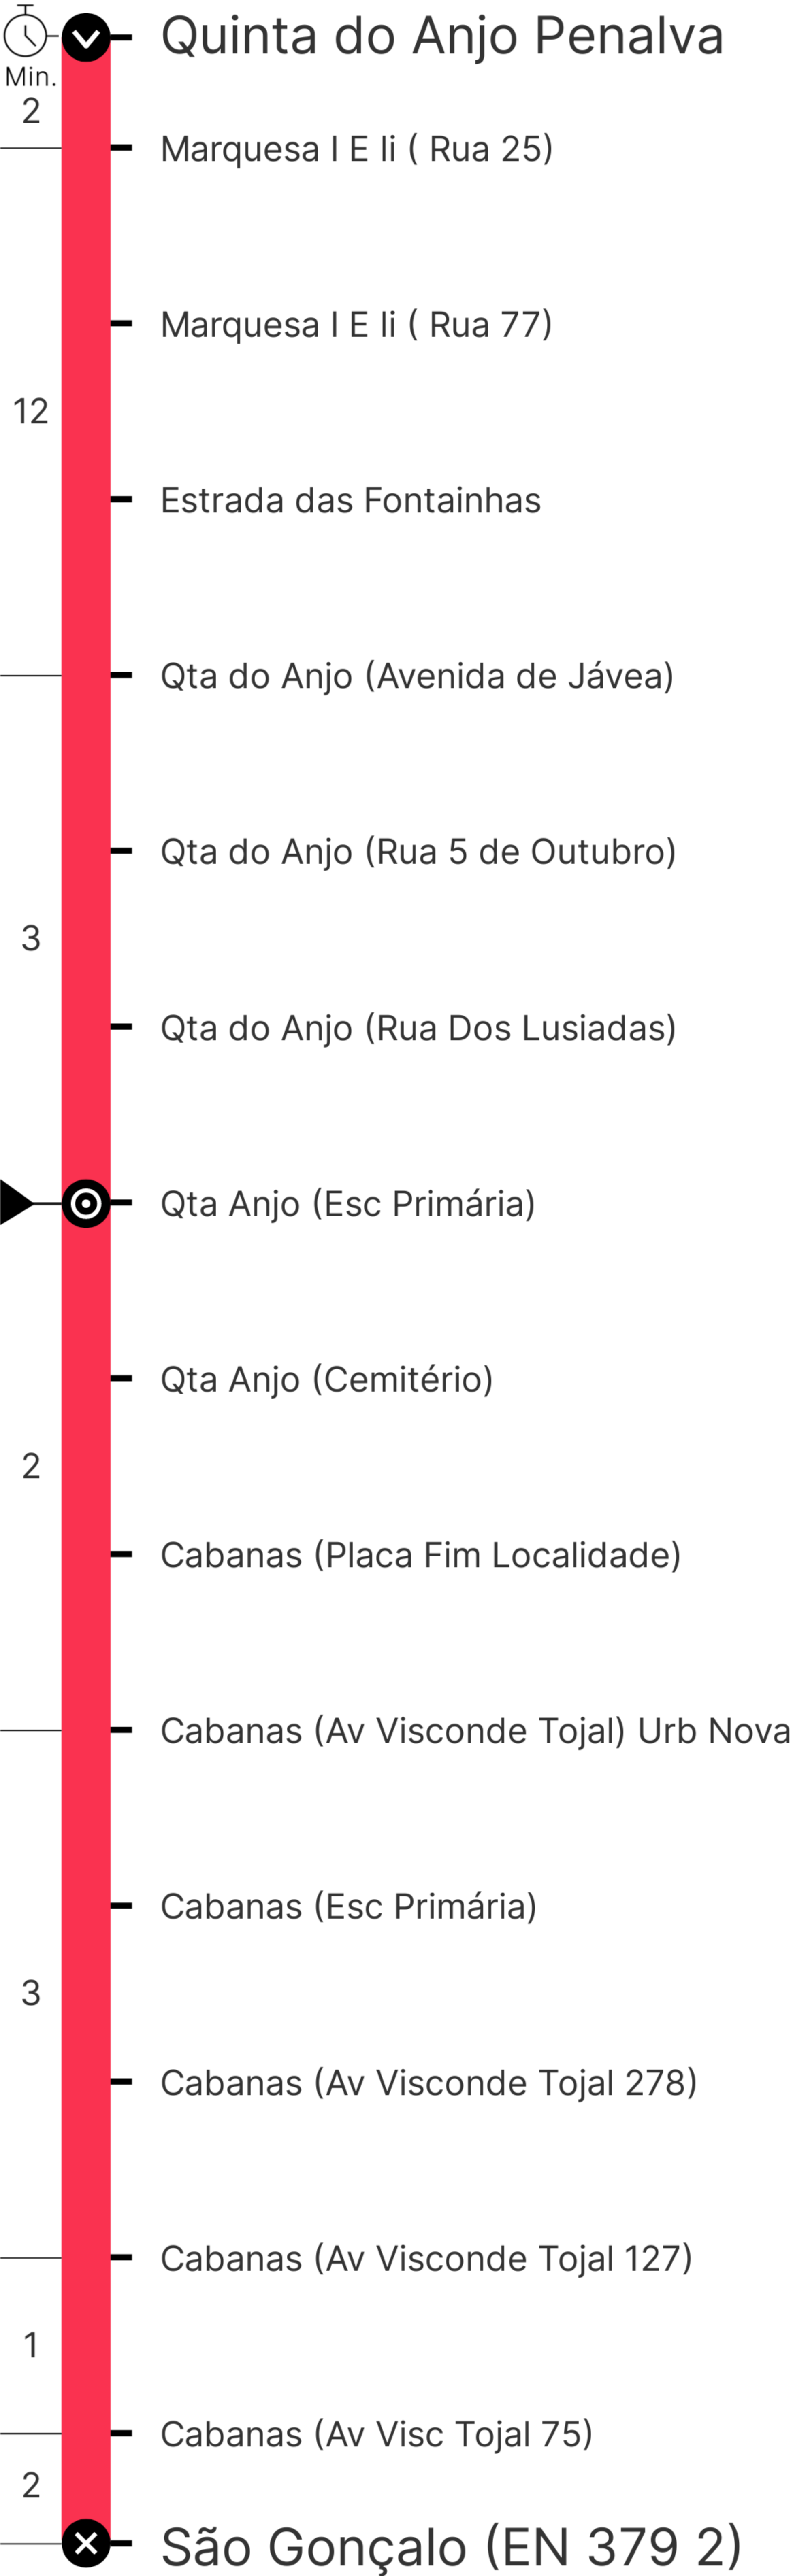 Quinta do Anjo Penalva
Min.
2
Marquesa I E Ii ( Rua 25)
Marquesa I E Ii ( Rua 77)
12
Estrada das Fontainhas
Qta do Anjo (Avenida de Jávea)
Qta do Anjo (Rua 5 de Outubro)
3
Qta do Anjo (Rua Dos Lusiadas)
Qta Anjo (Esc Primária)
Qta Anjo (Cemitério)
2
Cabanas (Placa Fim Localidade)
Cabanas (Av Visconde Tojal) Urb Nova
Cabanas (Esc Primária)
3
Cabanas (Av Visconde Tojal 278)
Cabanas (Av Visconde Tojal 127)
1
Cabanas (Av Visc Tojal 75)
2
São Gonçalo (EN 379 2)